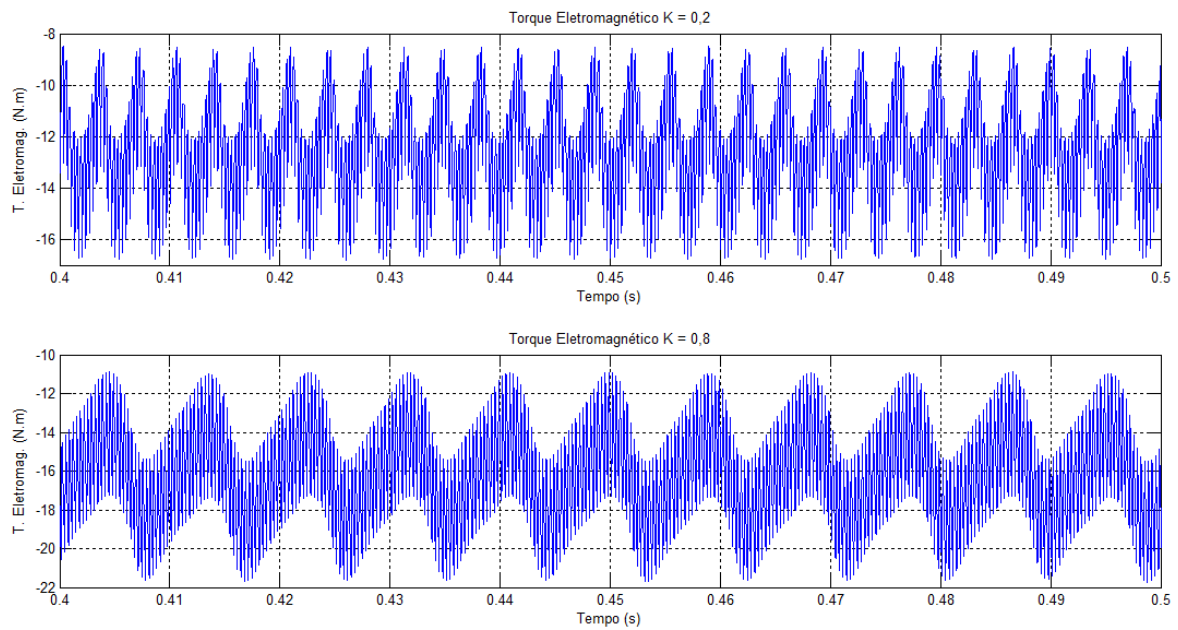 Torque Eletromagnético K = 0,2
T. Eletromag. (N.m)
-8
-10
-12
-14
-16
0.4 0.41 0.42 0.43 0.44 0.45 0.46 0.47 0.48 0.49 0.5
Tempo (s)
Torque Eletromagnético K = 0,8
T. Eletromag. (N.m)
-10
-12
-14
-16
-18
-20
-22
0.4 0.41 0.42 0.43 0.44 0.45 0.46 0.47 0.48 0.49 0.5
Tempo (s)